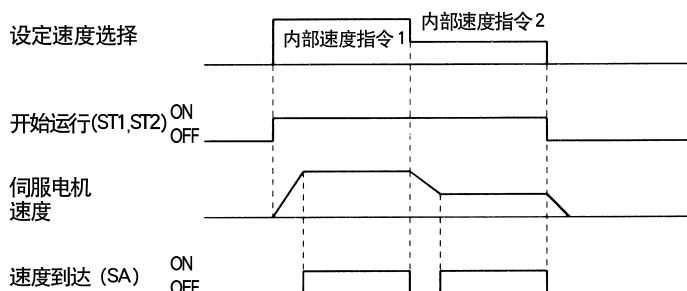 设定速度选择
内部速度指令1
内部速度指令2
开始运行(ST1,ST2)
ON
OFF
伺服电机
速度
速度到达（SA）
ON
OFF